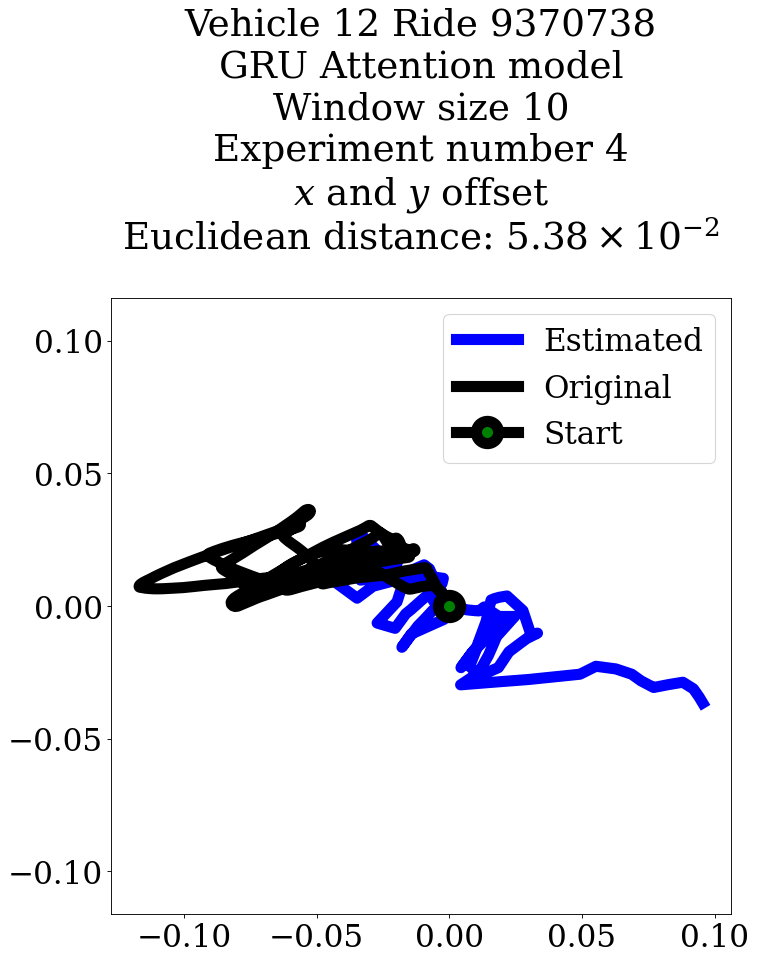 Vehicle 12 Ride 9370738
GRU Attention model
Window size 10
Experiment number 4
x and y offset
Euclidean distance: 5.38 × 10⁻²
Estimated
Original
Start
0.10
0.05
0.00
−0.05
−0.10
−0.10 −0.05 0.00 0.05 0.10